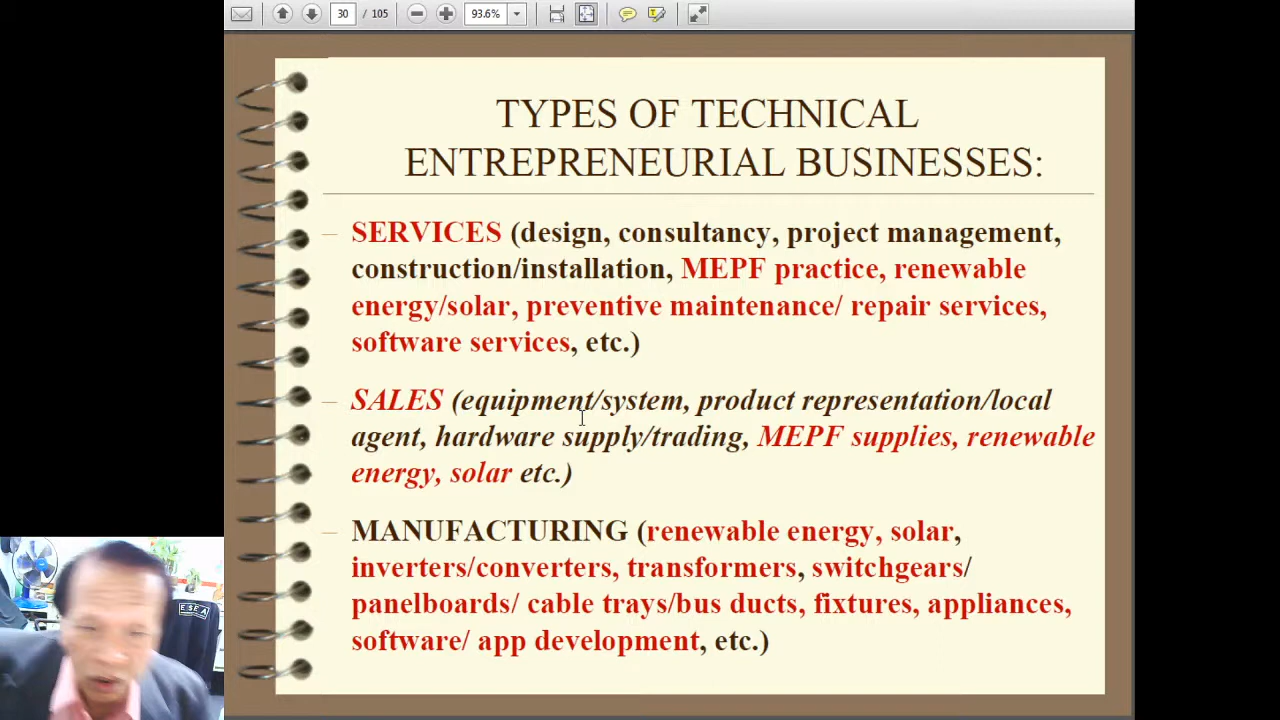 30 / 105 93.6%
TYPES OF TECHNICAL
ENTREPRENEURIAL BUSINESSES:
– SERVICES (design, consultancy, project management,
construction/installation, MEPF practice, renewable
energy/solar, preventive maintenance/ repair services,
software services, etc.)
– SALES (equipment/system, product representation/local
agent, hardware supply/trading, MEPF supplies, renewable
energy, solar etc.)
– MANUFACTURING (renewable energy, solar,
inverters/converters, transformers, switchgears/
panelboards/ cable trays/bus ducts, fixtures, appliances,
software/ app development, etc.)
ESEA